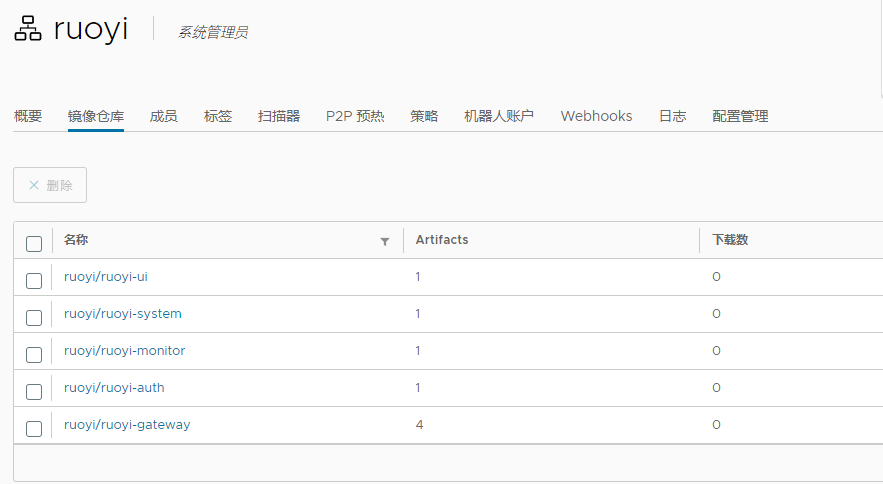 ruoyi 系统管理员
概要 镜像仓库 成员 标签 扫描器 P2P 预热 策略 机器人账户 Webhooks 日志 配置管理
× 删除
名称 Artifacts 下载数
ruoyi/ruoyi-ui 1 0
ruoyi/ruoyi-system 1 0
ruoyi/ruoyi-monitor 1 0
ruoyi/ruoyi-auth 1 0
ruoyi/ruoyi-gateway 4 0